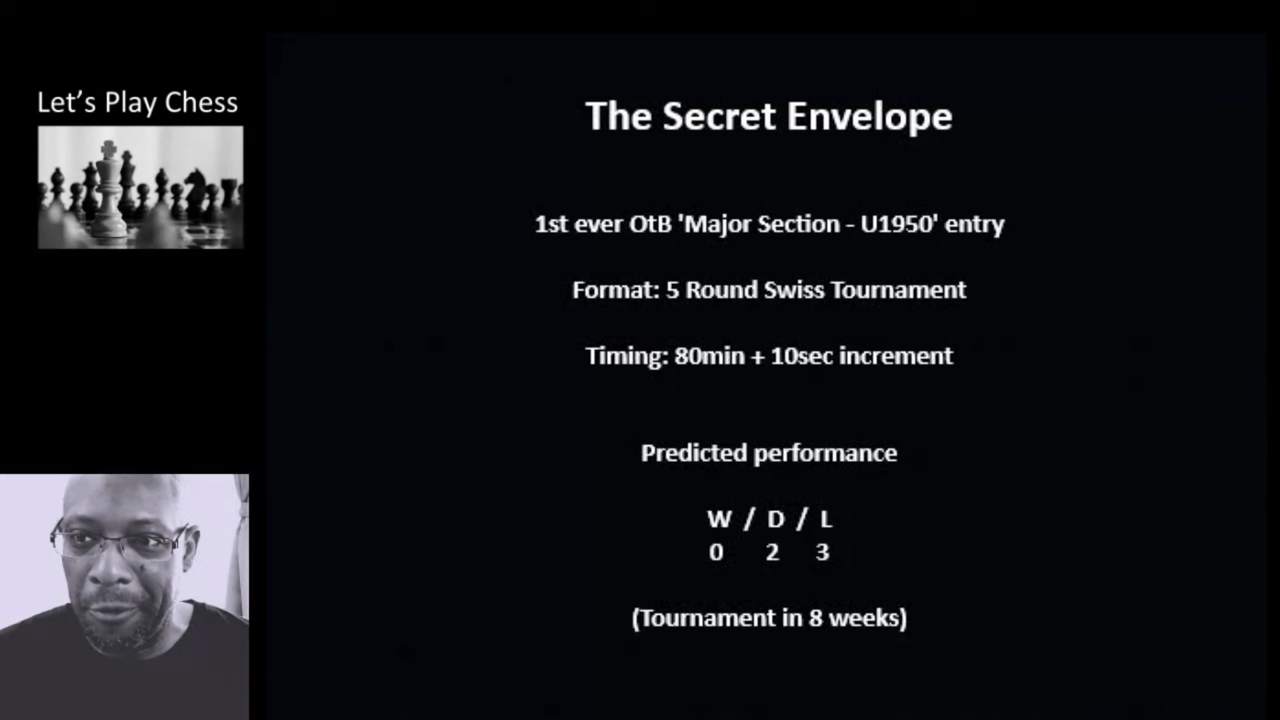 Let's Play Chess
The Secret Envelope
1st ever OtB 'Major Section - U1950' entry
Format: 5 Round Swiss Tournament
Timing: 80min + 10sec increment
Predicted performance
W / D / L
0 2 3
(Tournament in 8 weeks)